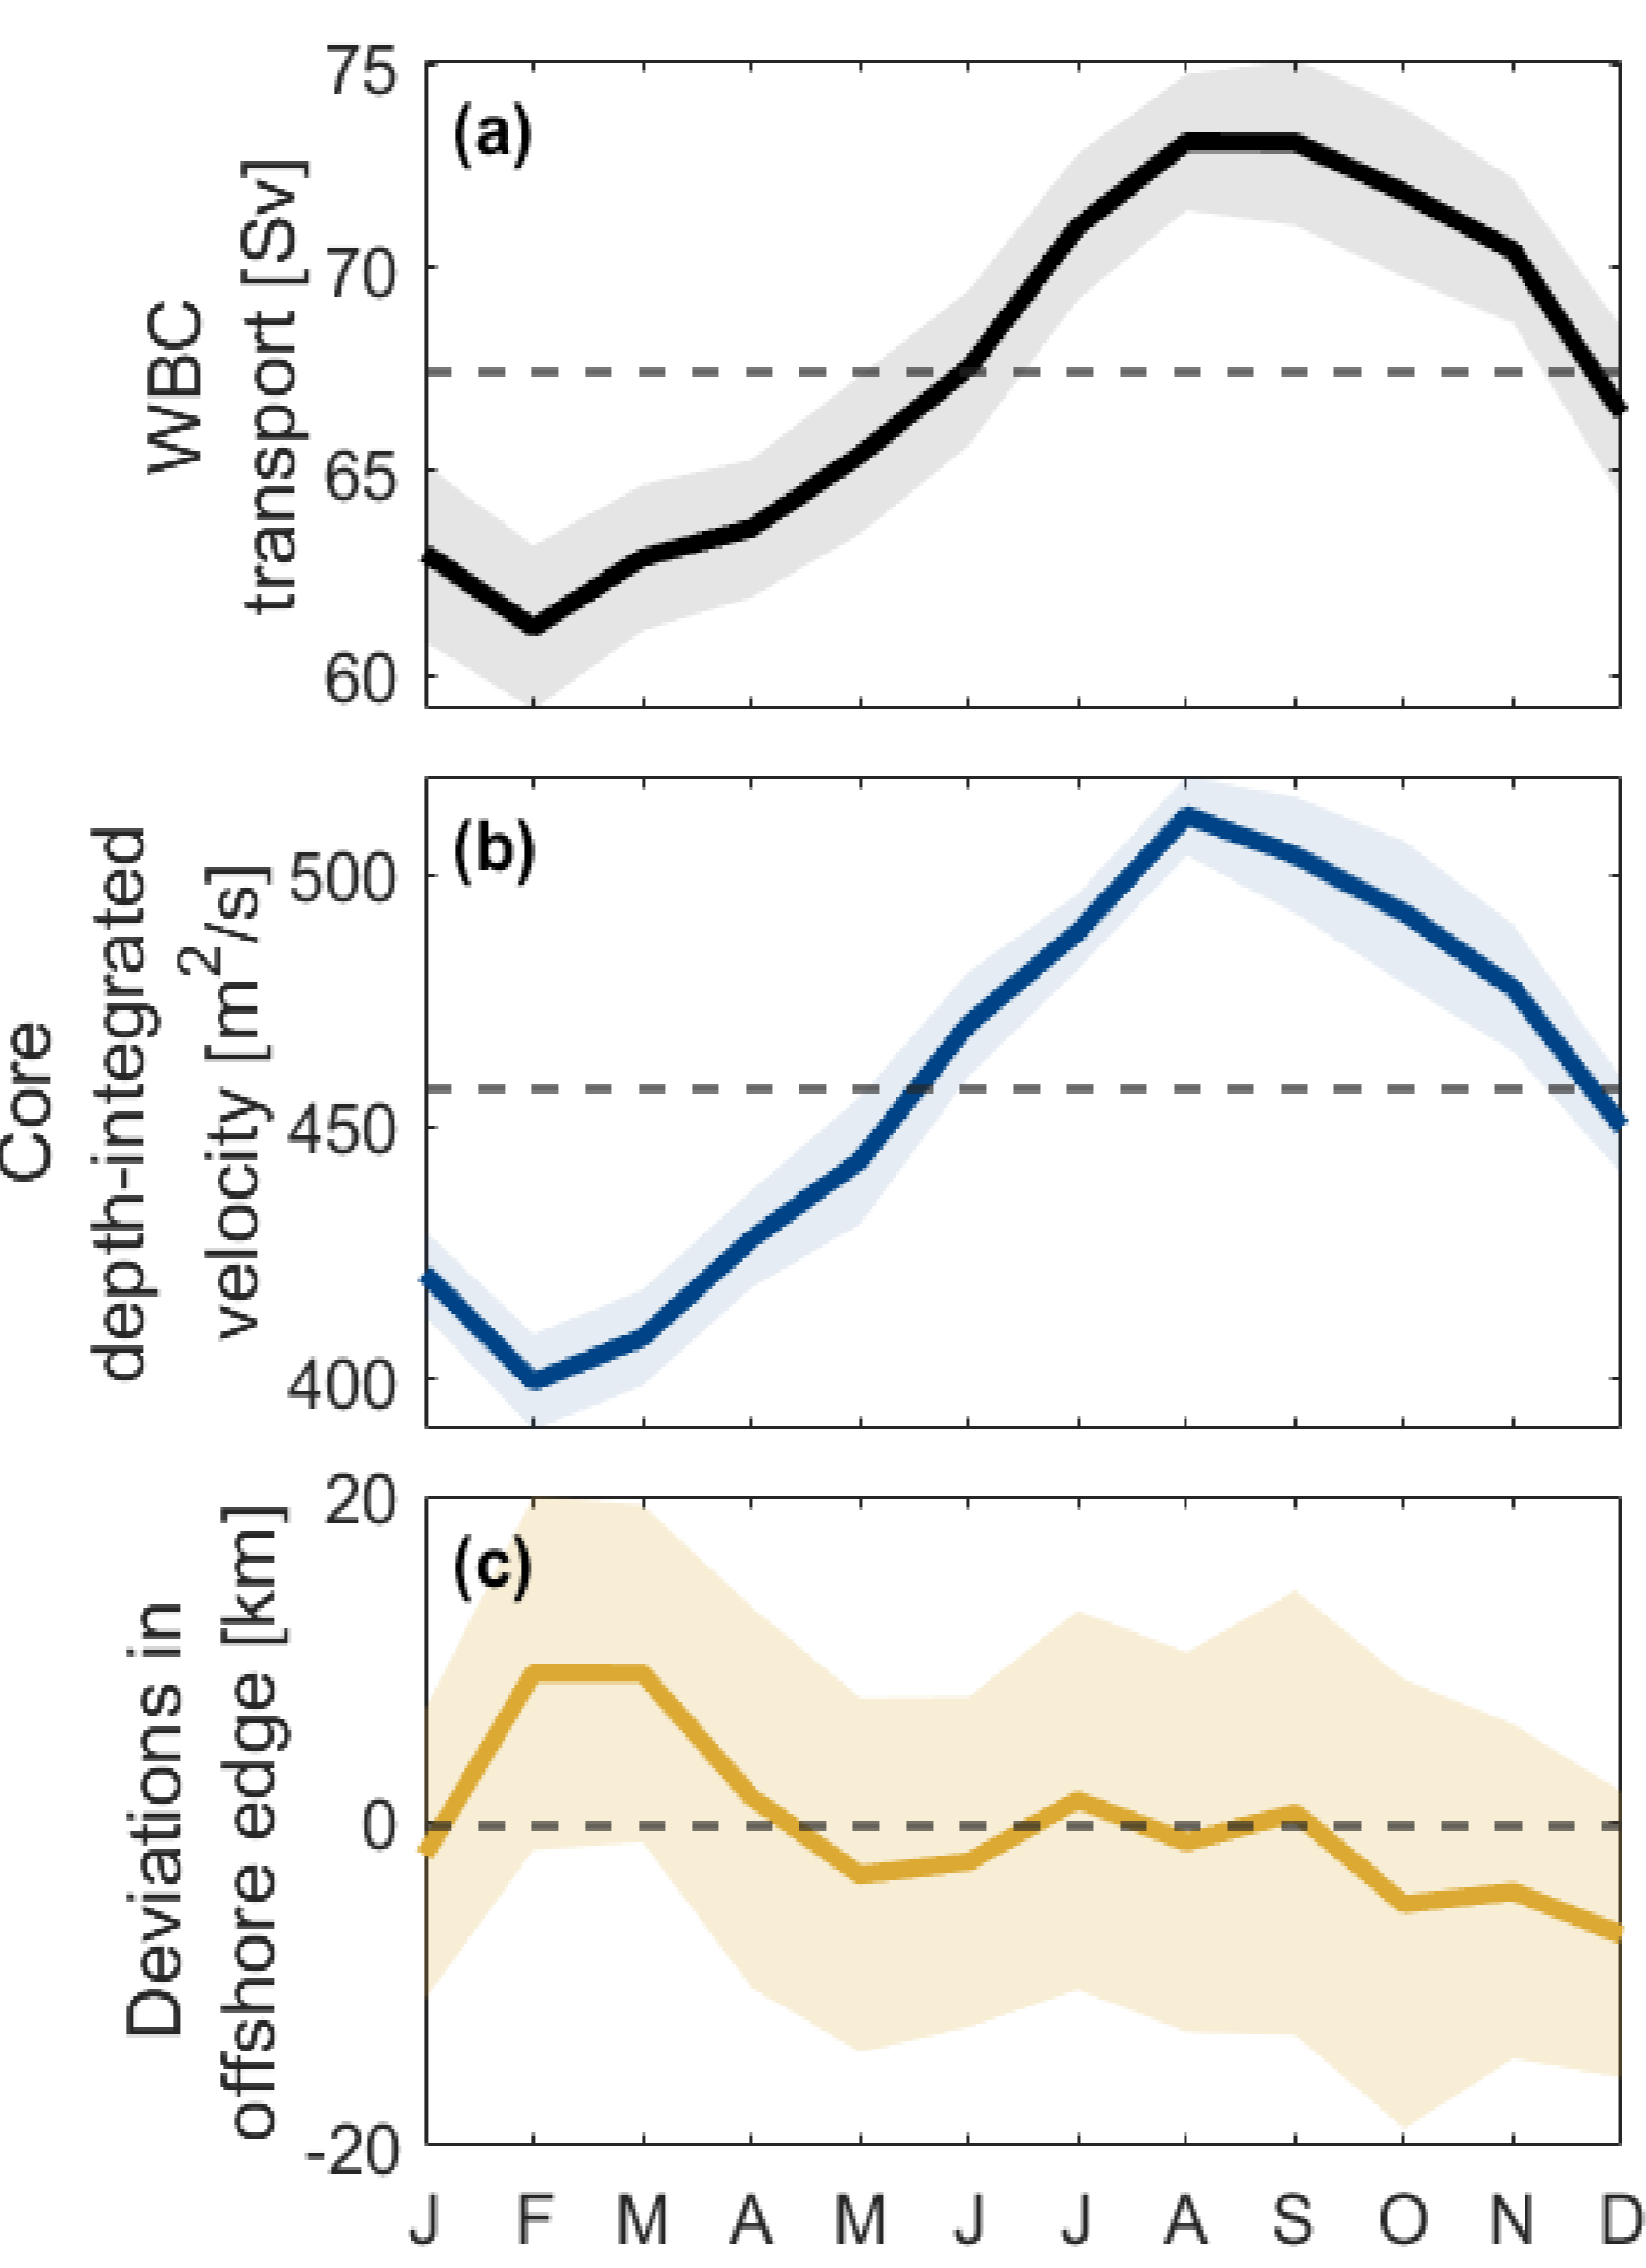 75
70
65
60
WBC
transport [Sv]
(a)
500
450
400
Core
depth-integrated
velocity [m²/s]
(b)
20
0
-20
Deviations in
offshore edge [km]
(c)
J F M A M J J A S O N D